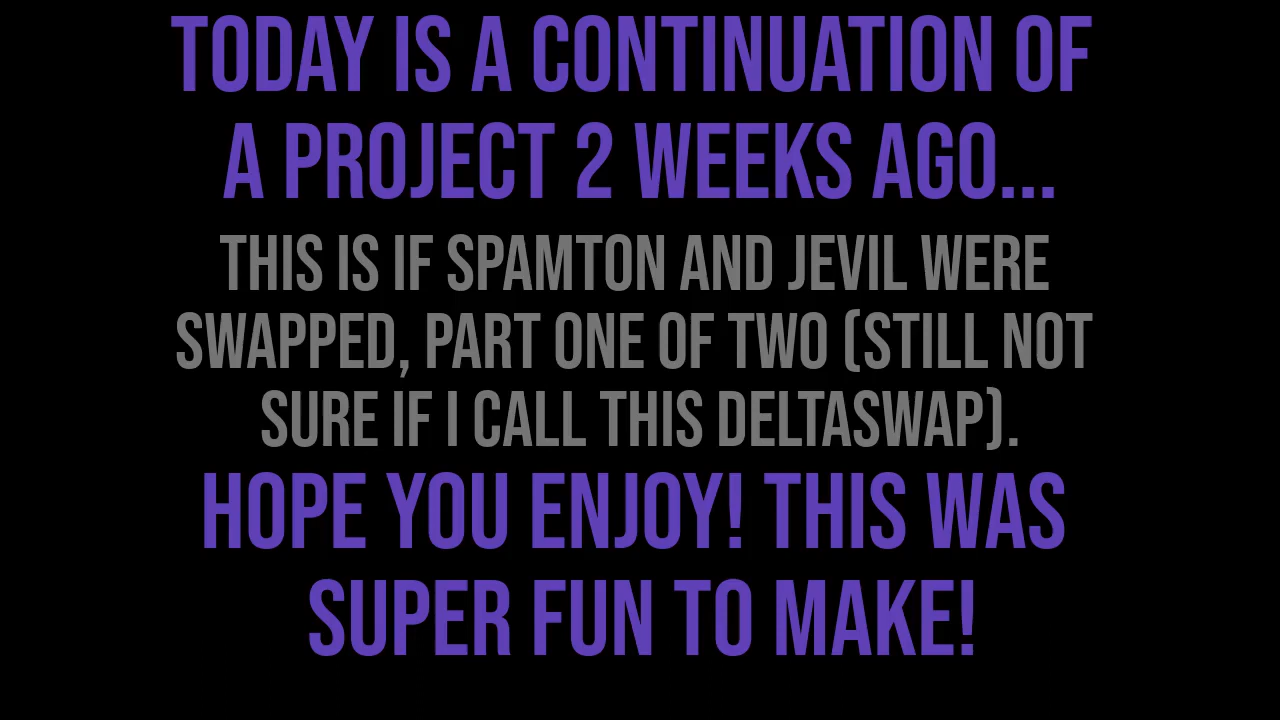 TODAY IS A CONTINUATION OF
A PROJECT 2 WEEKS AGO...
THIS IS IF SPAMTON AND JEVIL WERE
SWAPPED, PART ONE OF TWO (STILL NOT
SURE IF I CALL THIS DELTASWAP).
HOPE YOU ENJOY! THIS WAS
SUPER FUN TO MAKE!